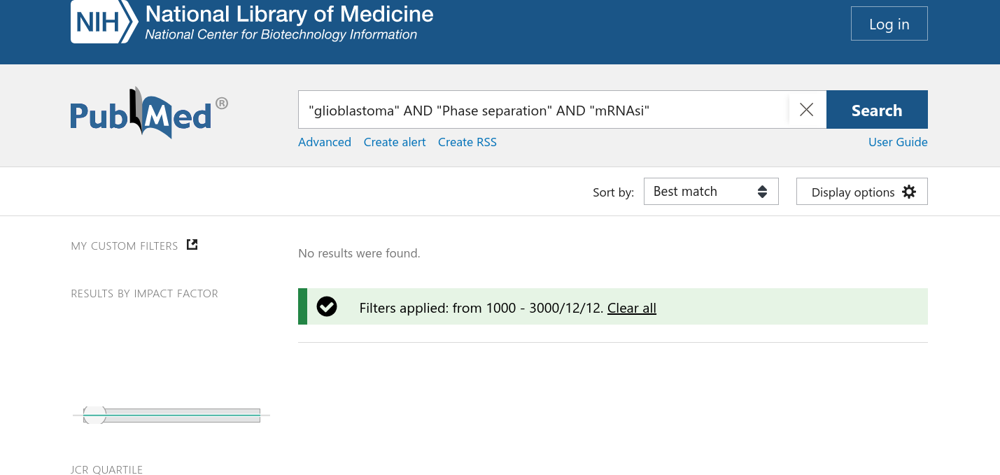 NIH National Library of Medicine
National Center for Biotechnology Information
Log in
PubMed®
"glioblastoma" AND "Phase separation" AND "mRNAsi"
Search
Advanced Create alert Create RSS User Guide
Sort by: Best match Display options
MY CUSTOM FILTERS
No results were found.
RESULTS BY IMPACT FACTOR
Filters applied: from 1000 - 3000/12/12. Clear all
JCR QUARTILE